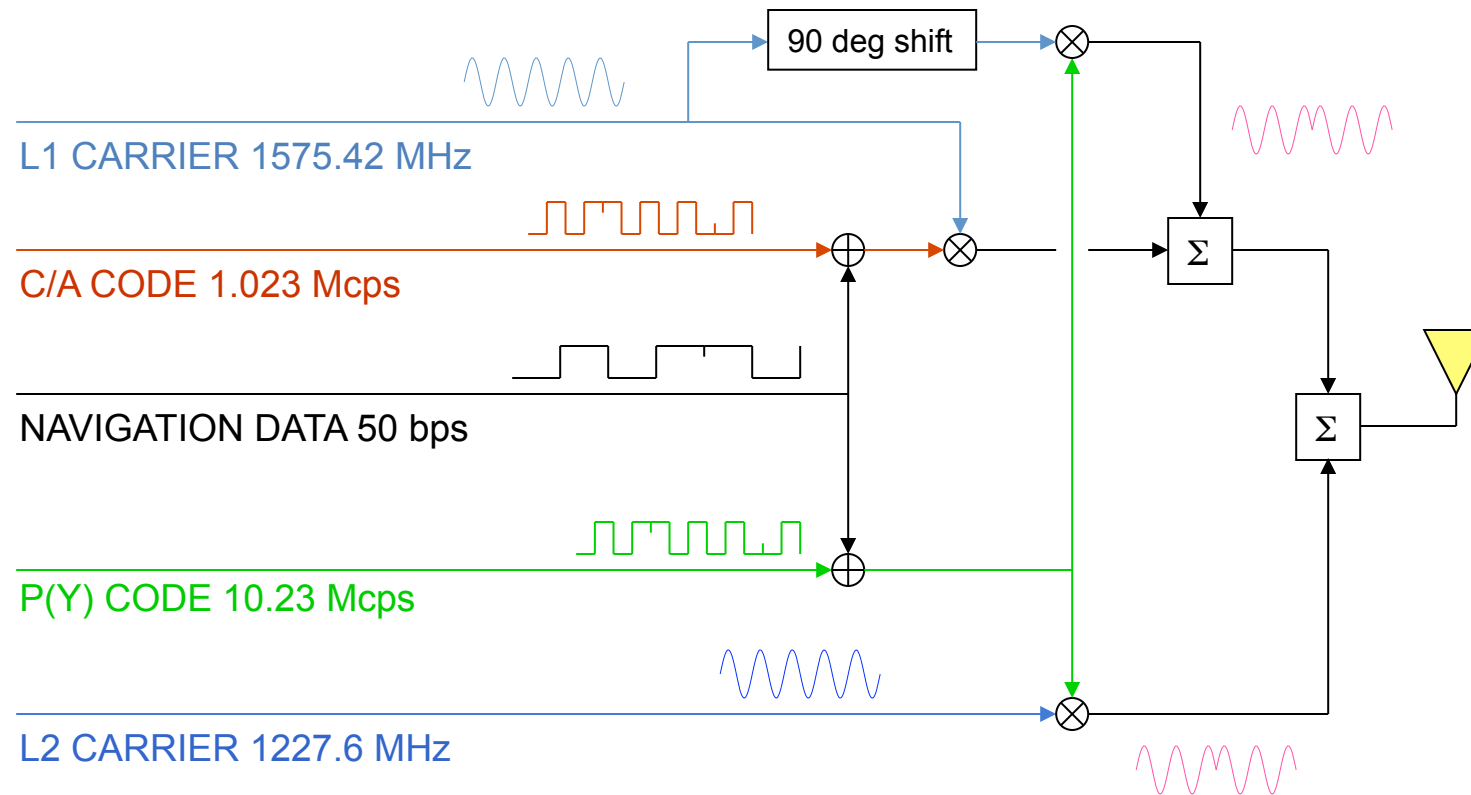 90 deg shift
L1 CARRIER 1575.42 MHz
C/A CODE 1.023 Mcps
Σ
NAVIGATION DATA 50 bps
Σ
P(Y) CODE 10.23 Mcps
L2 CARRIER 1227.6 MHz